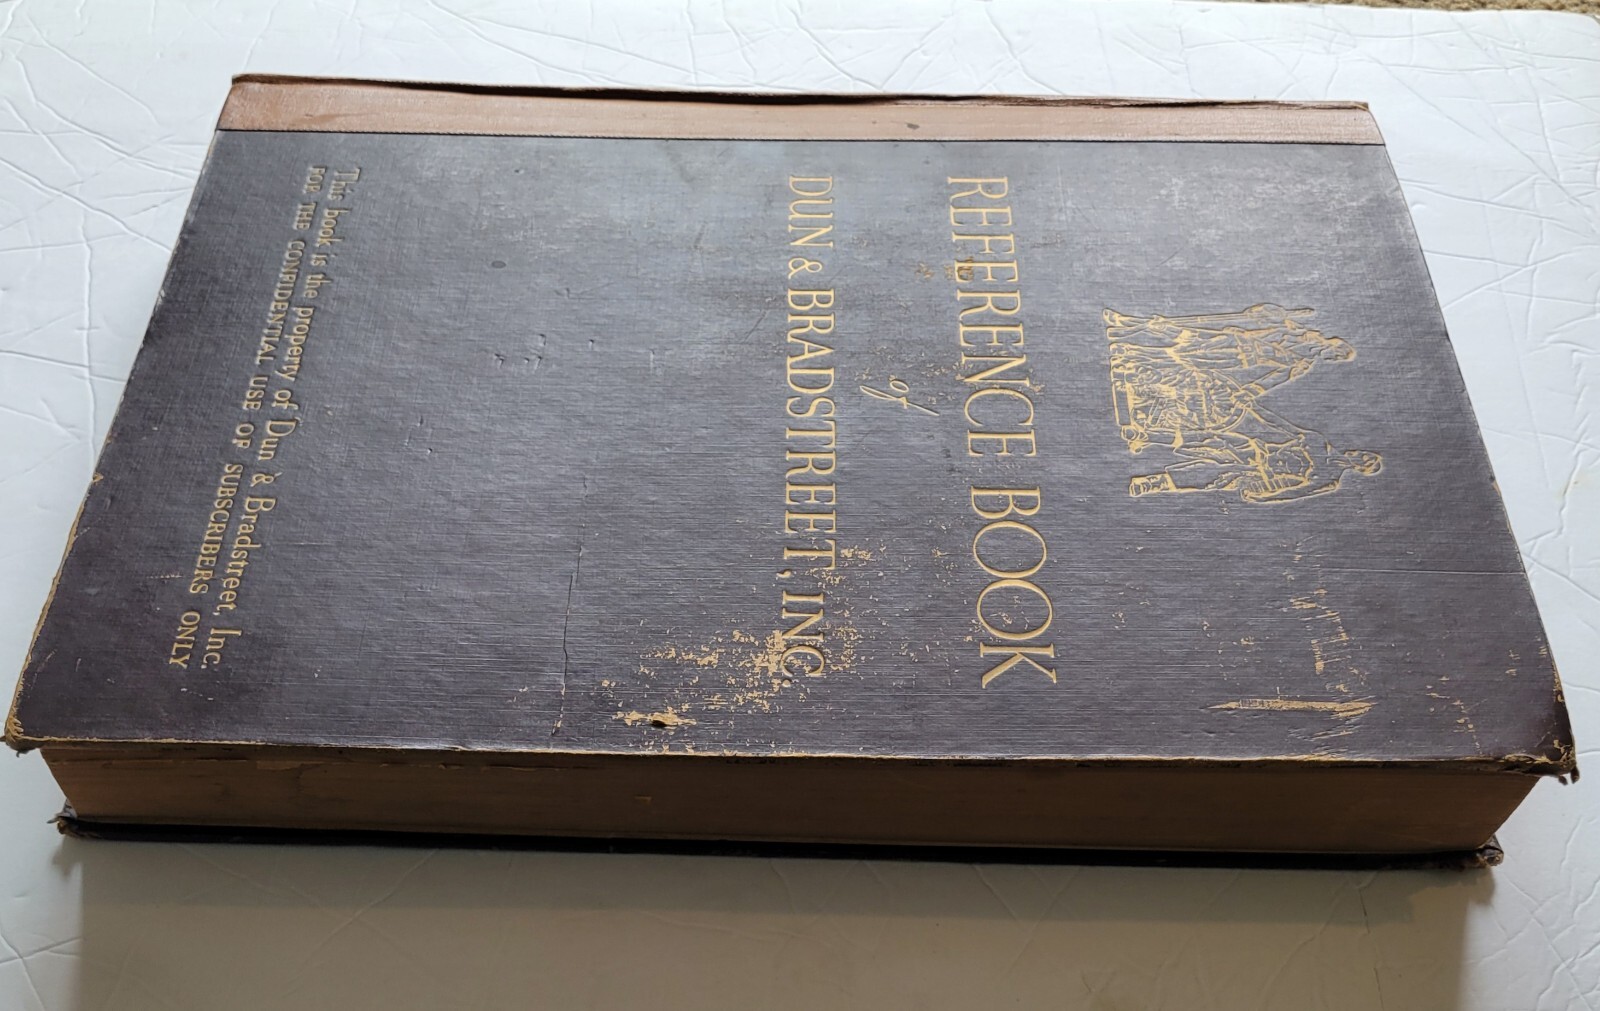 REFERENCE BOOK
of
DUN & BRADSTREET, INC.
This book is the property of Dun & Bradstreet, Inc.
FOR THE CONFIDENTIAL USE OF SUBSCRIBERS ONLY